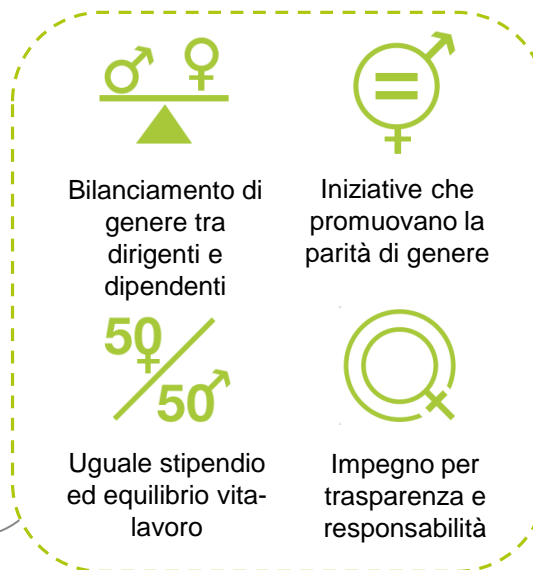 Bilanciamento di
genere tra
dirigenti e
dipendenti
Iniziative che
promuovano la
parità di genere
50
50
Uguale stipendio
ed equilibrio vita-
lavoro
Impegno per
trasparenza e
responsabilità